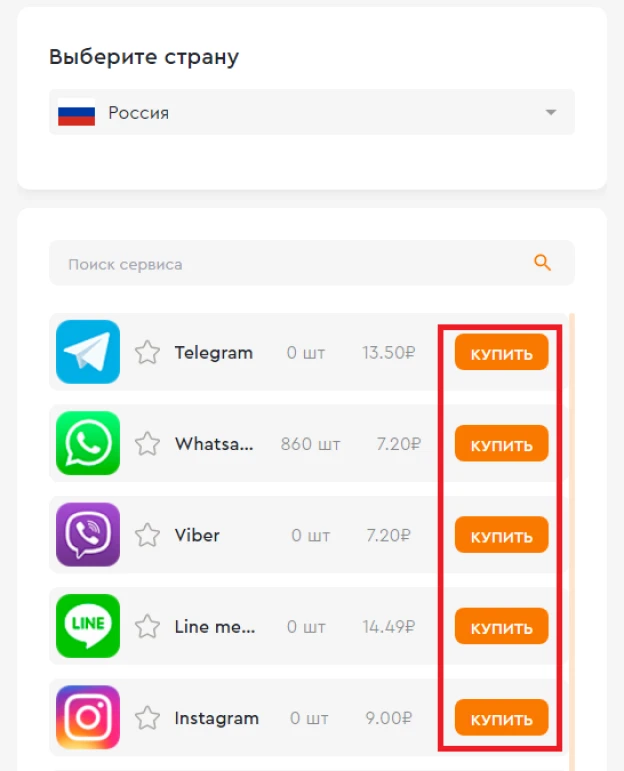 Выберите страну
Россия
Поиск сервиса
Telegram 0 шт 13.50₽ КУПИТЬ
Whatsa... 860 шт 7.20₽ КУПИТЬ
Viber 0 шт 7.20₽ КУПИТЬ
LINE Line me... 0 шт 14.49₽ КУПИТЬ
Instagram 0 шт 9.00₽ КУПИТЬ